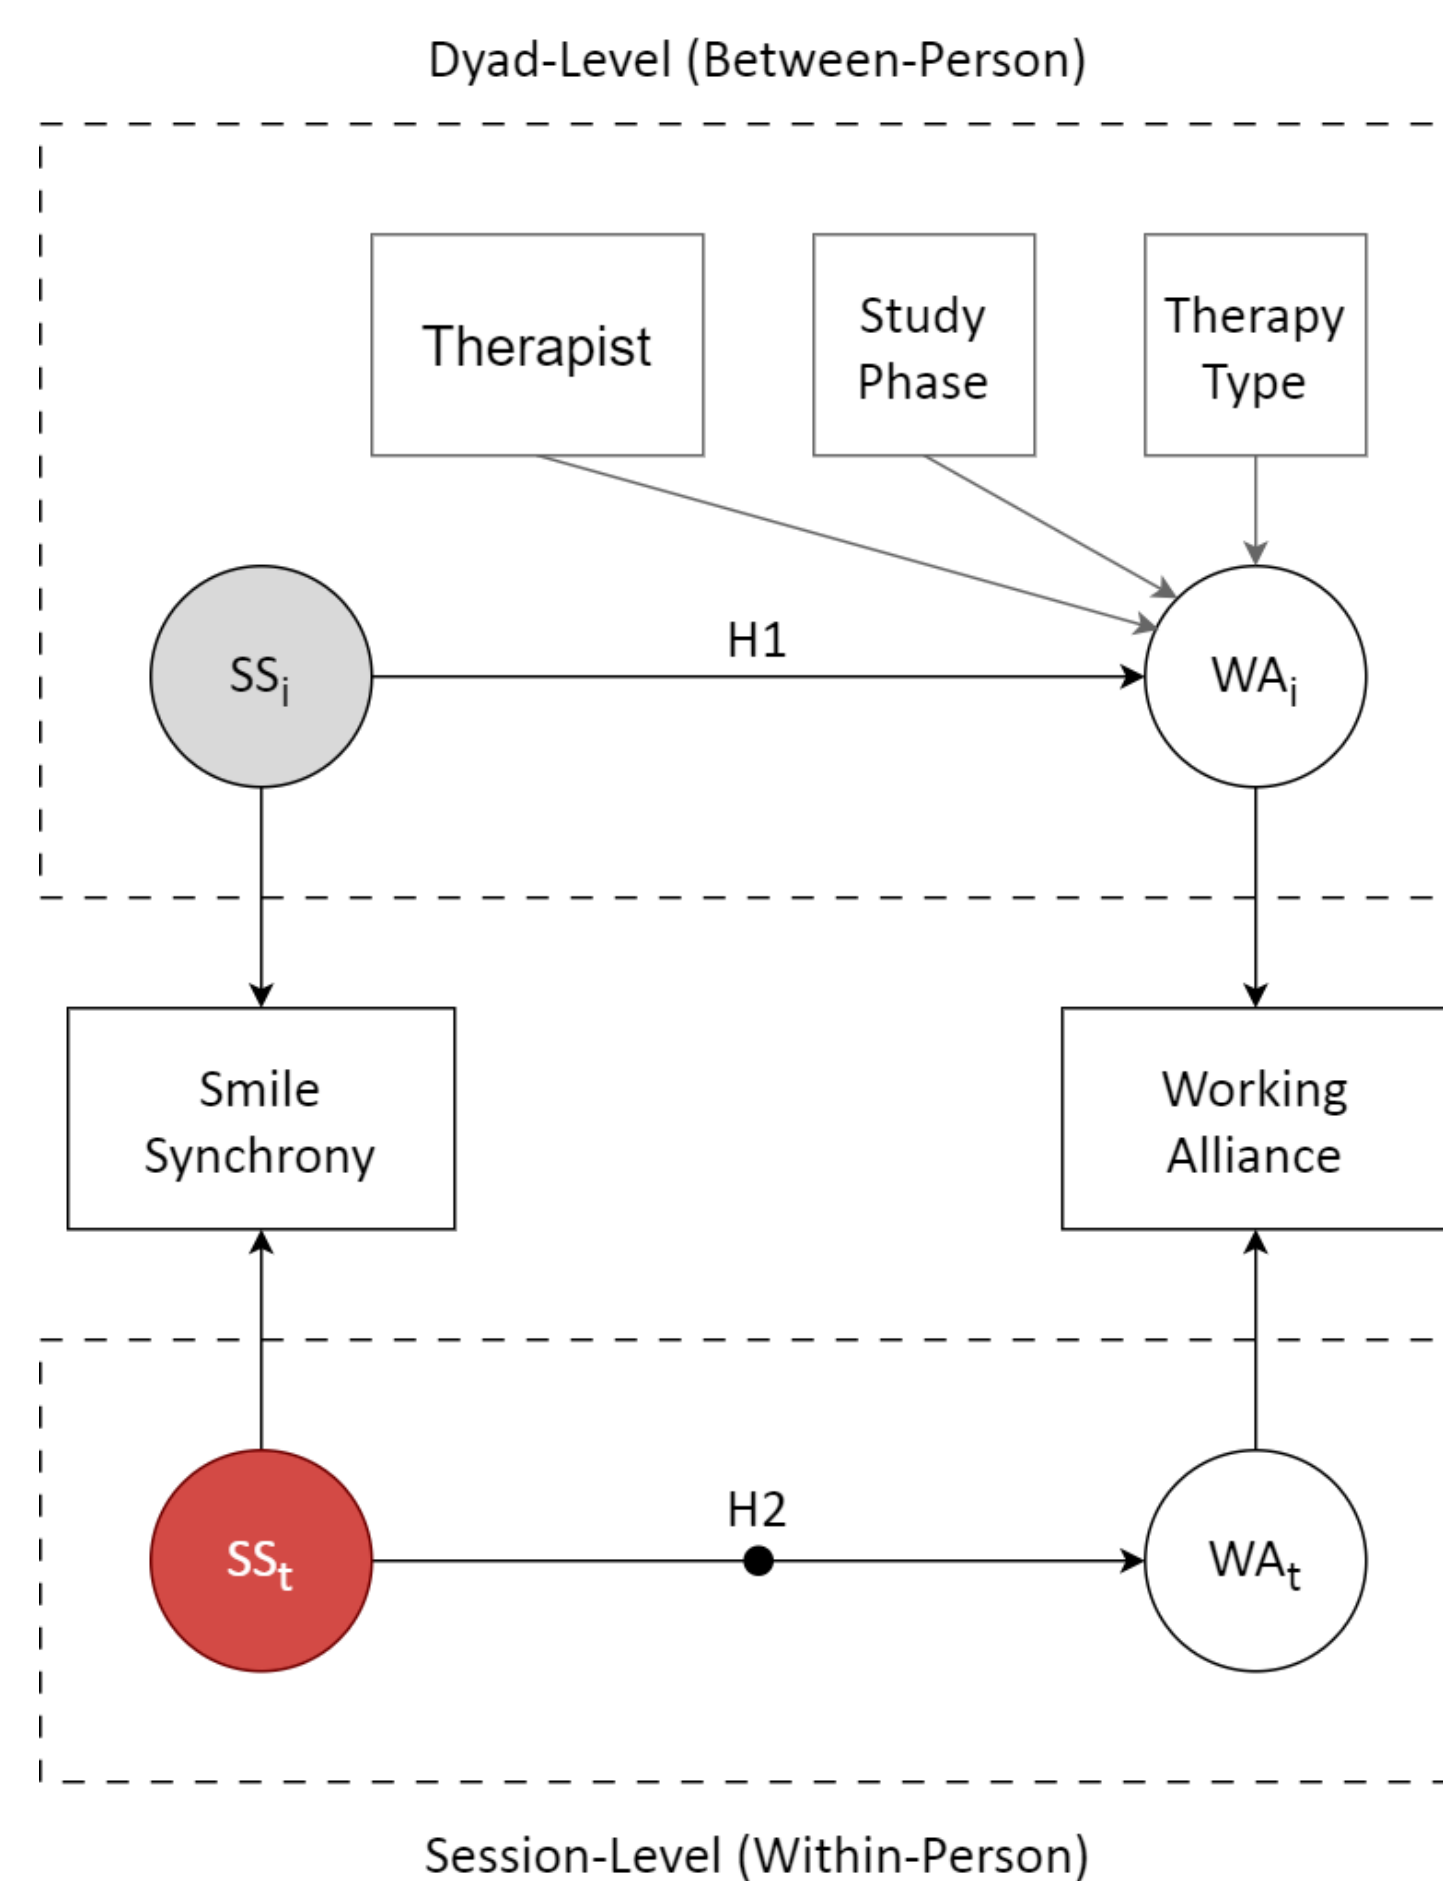 Dyad-Level (Between-Person)
Therapist
Study
Phase
Therapy
Type
SSi
H1
WAi
Smile
Synchrony
Working
Alliance
SSt
H2
WAt
Session-Level (Within-Person)